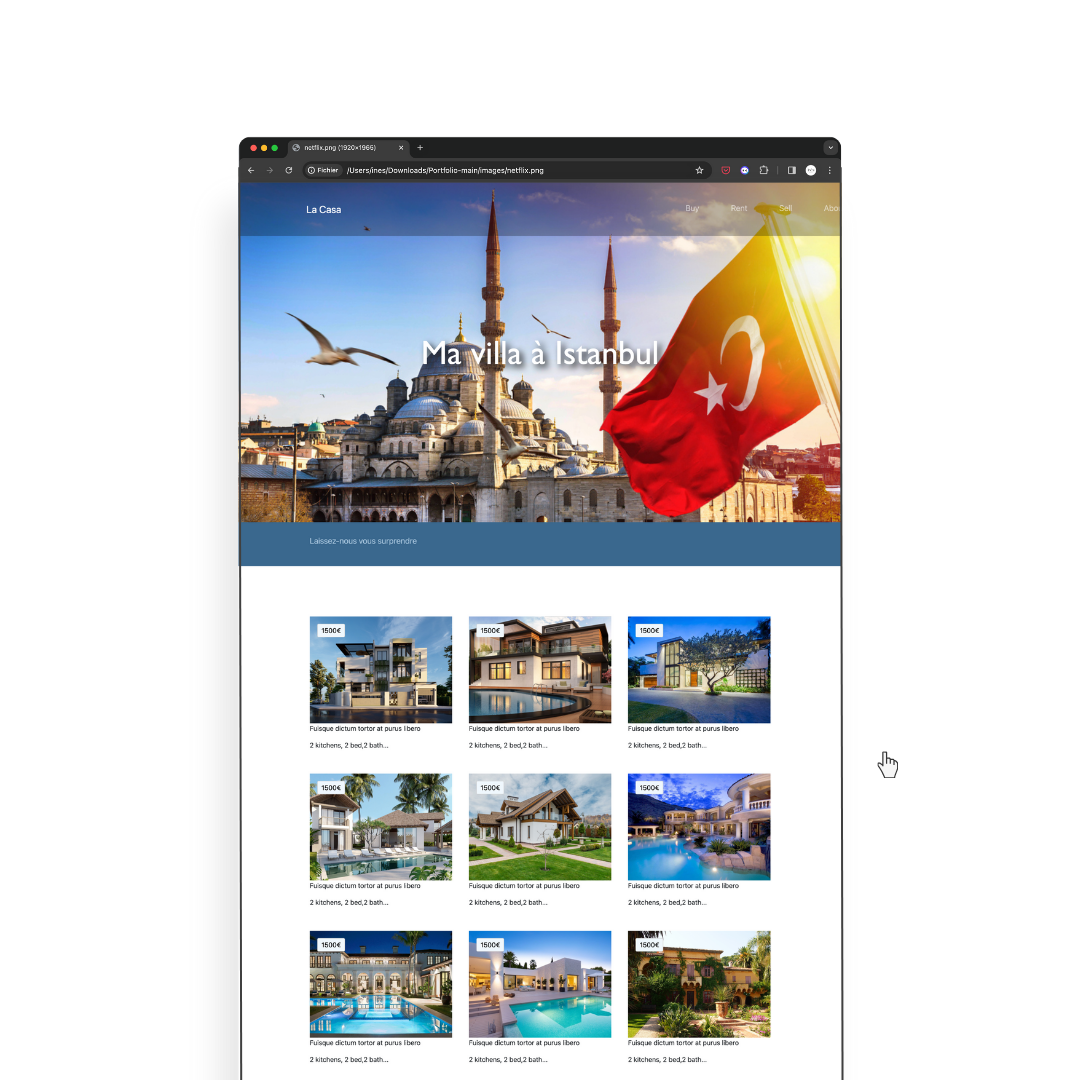 netflix.png (1920×1965)
Fichier /Users/ines/Downloads/Portfolio-main/images/netflix.png
La Casa Buy Rent Sell Abou
Ma villa à Istanbul
Laissez-nous vous surprendre
1500€ 1500€ 1500€
Fuisque dictum tortor at purus libero Fuisque dictum tortor at purus libero Fuisque dictum tortor at purus libero
2 kitchens, 2 bed,2 bath... 2 kitchens, 2 bed,2 bath... 2 kitchens, 2 bed,2 bath...
1500€ 1500€ 1500€
Fuisque dictum tortor at purus libero Fuisque dictum tortor at purus libero Fuisque dictum tortor at purus libero
2 kitchens, 2 bed,2 bath... 2 kitchens, 2 bed,2 bath... 2 kitchens, 2 bed,2 bath...
1500€ 1500€ 1500€
Fuisque dictum tortor at purus libero Fuisque dictum tortor at purus libero Fuisque dictum tortor at purus libero
2 kitchens, 2 bed,2 bath... 2 kitchens, 2 bed,2 bath... 2 kitchens, 2 bed,2 bath...